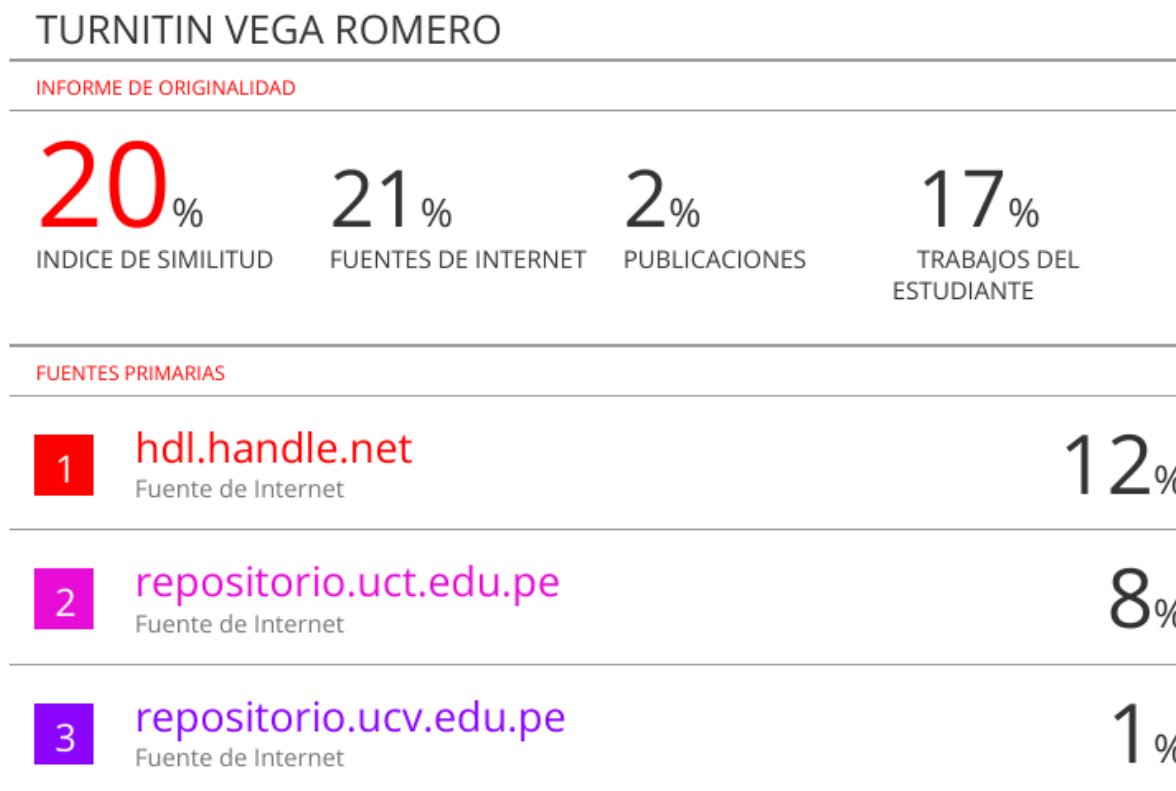 TURNITIN VEGA ROMERO
INFORME DE ORIGINALIDAD
20% 21% 2% 17%
INDICE DE SIMILITUD FUENTES DE INTERNET PUBLICACIONES TRABAJOS DEL
ESTUDIANTE
FUENTES PRIMARIAS
1 hdl.handle.net 12%
Fuente de Internet
2 repositorio.uct.edu.pe 8%
Fuente de Internet
3 repositorio.ucv.edu.pe 1%
Fuente de Internet